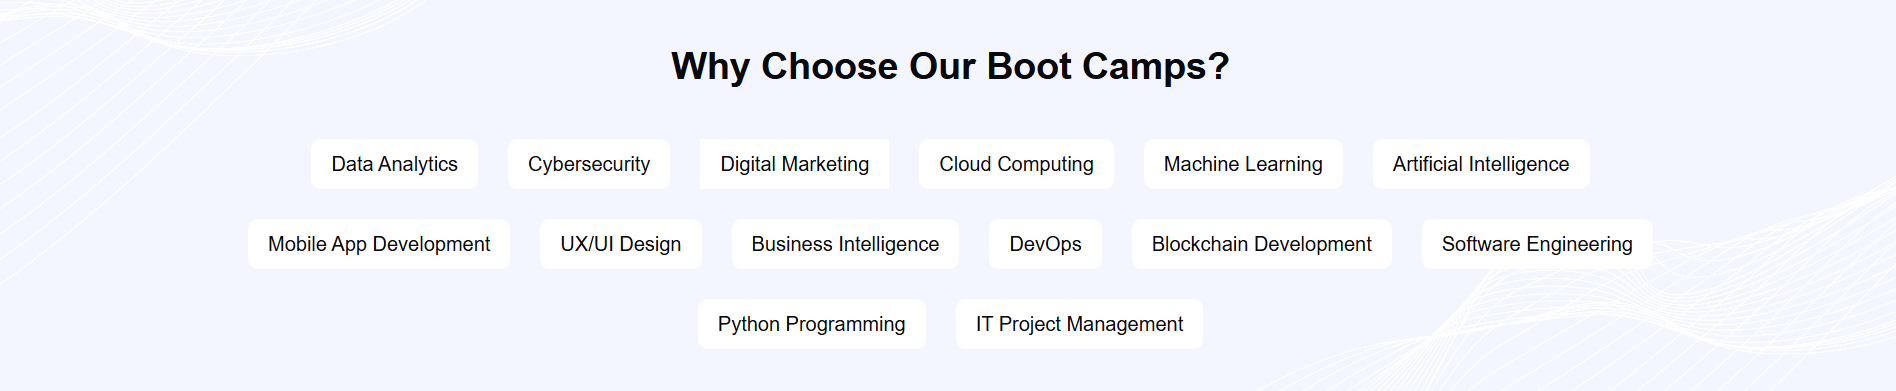 Why Choose Our Boot Camps?
Data Analytics Cybersecurity Digital Marketing Cloud Computing Machine Learning Artificial Intelligence
Mobile App Development UX/UI Design Business Intelligence DevOps Blockchain Development Software Engineering
Python Programming IT Project Management